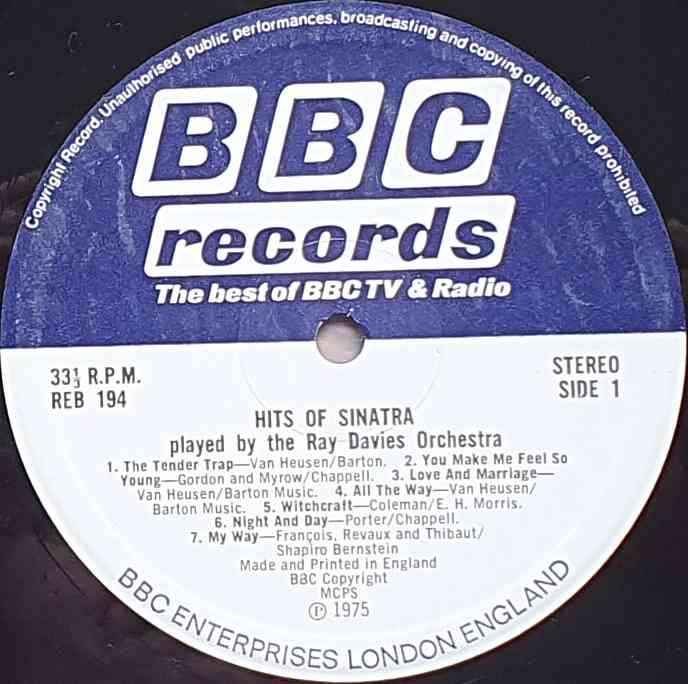 Copyright Record. Unauthorised public performances, broadcasting and copying of this record prohibited
BBC
records
The best of BBC TV & Radio
33⅓ R.P.M.
REB 194
STEREO
SIDE 1
HITS OF SINATRA
played by the Ray Davies Orchestra
1. The Tender Trap—Van Heusen/Barton. 2. You Make Me Feel So
Young—Gordon and Myrow/Chappell. 3. Love And Marriage—
Van Heusen/Barton Music. 4. All The Way—Van Heusen/
Barton Music. 5. Witchcraft—Coleman/E. H. Morris.
6. Night And Day—Porter/Chappell.
7. My Way—François, Revaux and Thibaut/
Shapiro Bernstein
Made and Printed in England
BBC Copyright
MCPS
Ⓟ 1975
BBC ENTERPRISES LONDON ENGLAND